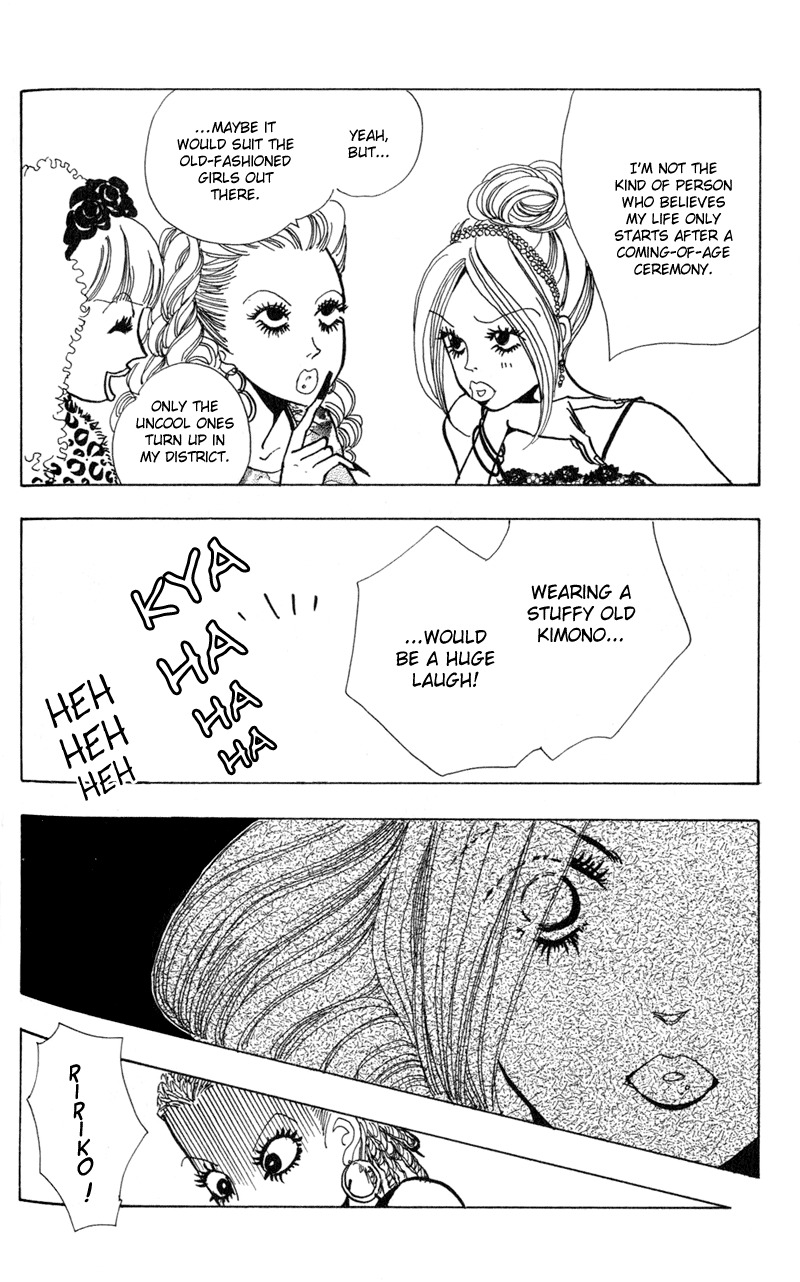 I'M NOT THE
KIND OF PERSON
WHO BELIEVES
MY LIFE ONLY
STARTS AFTER A
COMING-OF-AGE
CEREMONY.
YEAH,
BUT...
...MAYBE IT
WOULD SUIT THE
OLD-FASHIONED
GIRLS OUT
THERE.
ONLY THE
UNCOOL ONES
TURN UP IN
MY DISTRICT.
WEARING A
STUFFY OLD
KIMONO...
...WOULD
BE A HUGE
LAUGH!
KYA
HA
HA
HA
HEH
HEH
HEH
RIRIKO!